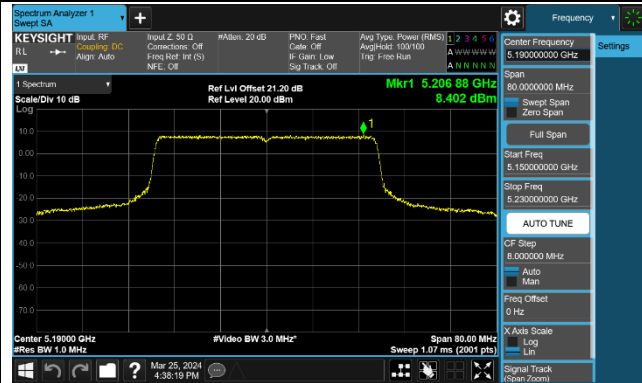 Spectrum Analyzer 1
Swept SA
Frequency
KEYSIGHT
RL
LXI
Input: RF
Coupling: DC
Align: Auto
Input Z: 50 Ω
Corrections: Off
Freq Ref: Int (S)
NFE: Off
#Atten: 20 dB
PNO: Fast
Gate: Off
IF Gain: Low
Sig Track: Off
Avg Type: Power (RMS)
Avg|Hold: 100/100
Trig: Free Run
1 2 3 4 5 6
A W W W W W
A N N N N N
1 Spectrum
Scale/Div 10 dB
Ref Lvl Offset 21.20 dB
Ref Level 20.00 dBm
Mkr1 5.206 88 GHz
8.402 dBm
Log
1
10.0
0.00
-10.0
-20.0
-30.0
-40.0
-50.0
-60.0
-70.0
Center 5.19000 GHz
#Res BW 1.0 MHz
#Video BW 3.0 MHz*
Span 80.00 MHz
Sweep 1.07 ms (2001 pts)
Center Frequency
5.190000000 GHz
Settings
Span
80.0000000 MHz
Swept Span
Zero Span
Full Span
Start Freq
5.150000000 GHz
Stop Freq
5.230000000 GHz
AUTO TUNE
CF Step
8.000000 MHz
Auto
Man
Freq Offset
0 Hz
X Axis Scale
Log
Lin
Signal Track
(Span Zoom)
?
Mar 25, 2024
4:38:19 PM